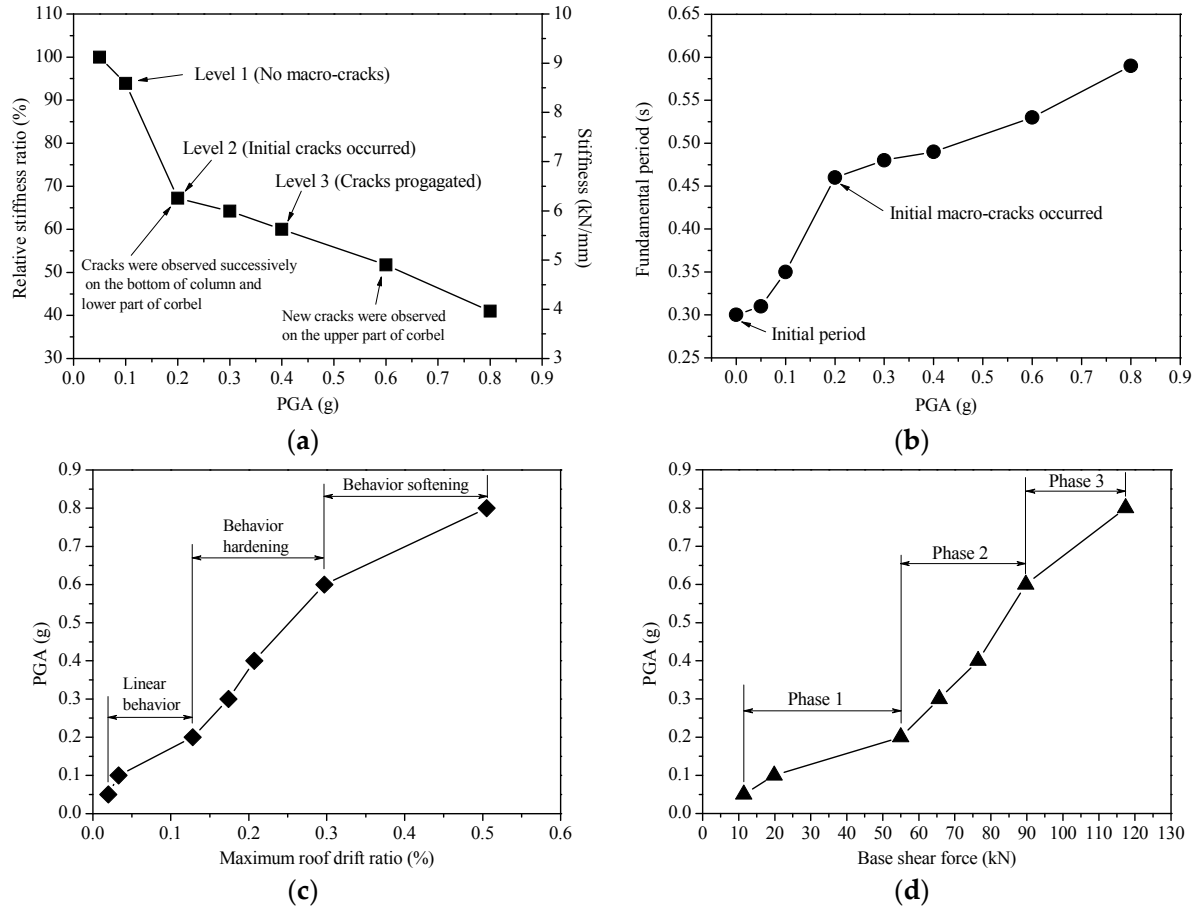 110
100
90
80
70
60
50
40
30
Relative stiffness ratio (%)
10
9
8
7
6
5
4
3
Stiffness (kN/mm)
Level 1 (No macro-cracks)
Level 2 (Initial cracks occurred)
Level 3 (Cracks progagated)
Cracks were observed successively
on the bottom of column and
lower part of corbel
New cracks were observed
on the upper part of corbel
0.0 0.1 0.2 0.3 0.4 0.5 0.6 0.7 0.8 0.9
PGA (g)
(a)
0.65
0.60
0.55
0.50
0.45
0.40
0.35
0.30
0.25
Fundamental period (s)
Initial macro-cracks occurred
Initial period
0.0 0.1 0.2 0.3 0.4 0.5 0.6 0.7 0.8 0.9
PGA (g)
(b)
0.9
0.8
0.7
0.6
0.5
0.4
0.3
0.2
0.1
0.0
PGA (g)
Behavior softening
Behavior
hardening
Linear
behavior
0.0 0.1 0.2 0.3 0.4 0.5 0.6
Maximum roof drift ratio (%)
(c)
0.9
0.8
0.7
0.6
0.5
0.4
0.3
0.2
0.1
0.0
PGA (g)
Phase 3
Phase 2
Phase 1
0 10 20 30 40 50 60 70 80 90 100 110 120 130
Base shear force (kN)
(d)